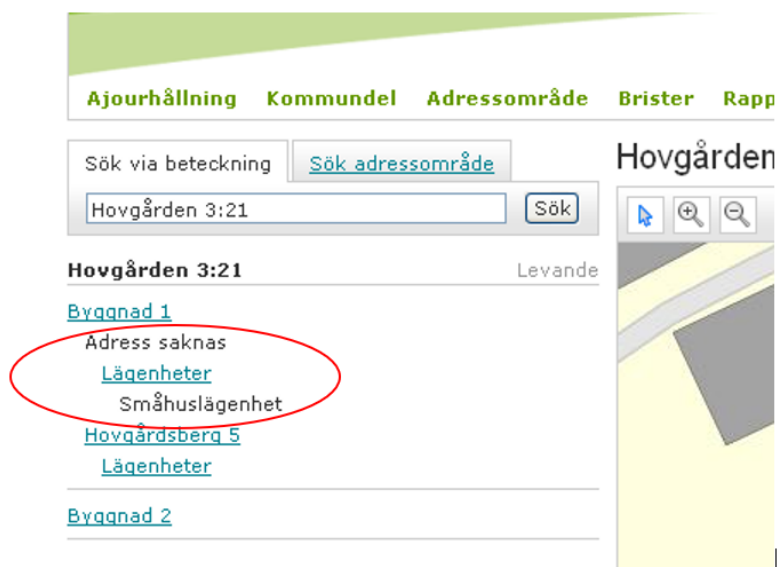 Ajourhållning Kommundel Adressområde Brister Rapp
Sök via beteckning Sök adressområde
Hovgården 3:21 Sök
Hovgården 3:21 Levande
Byggnad 1
Adress saknas
Lägenheter
Småhuslägenhet
Hovgårdsberg 5
Lägenheter
Byggnad 2
Hovgården